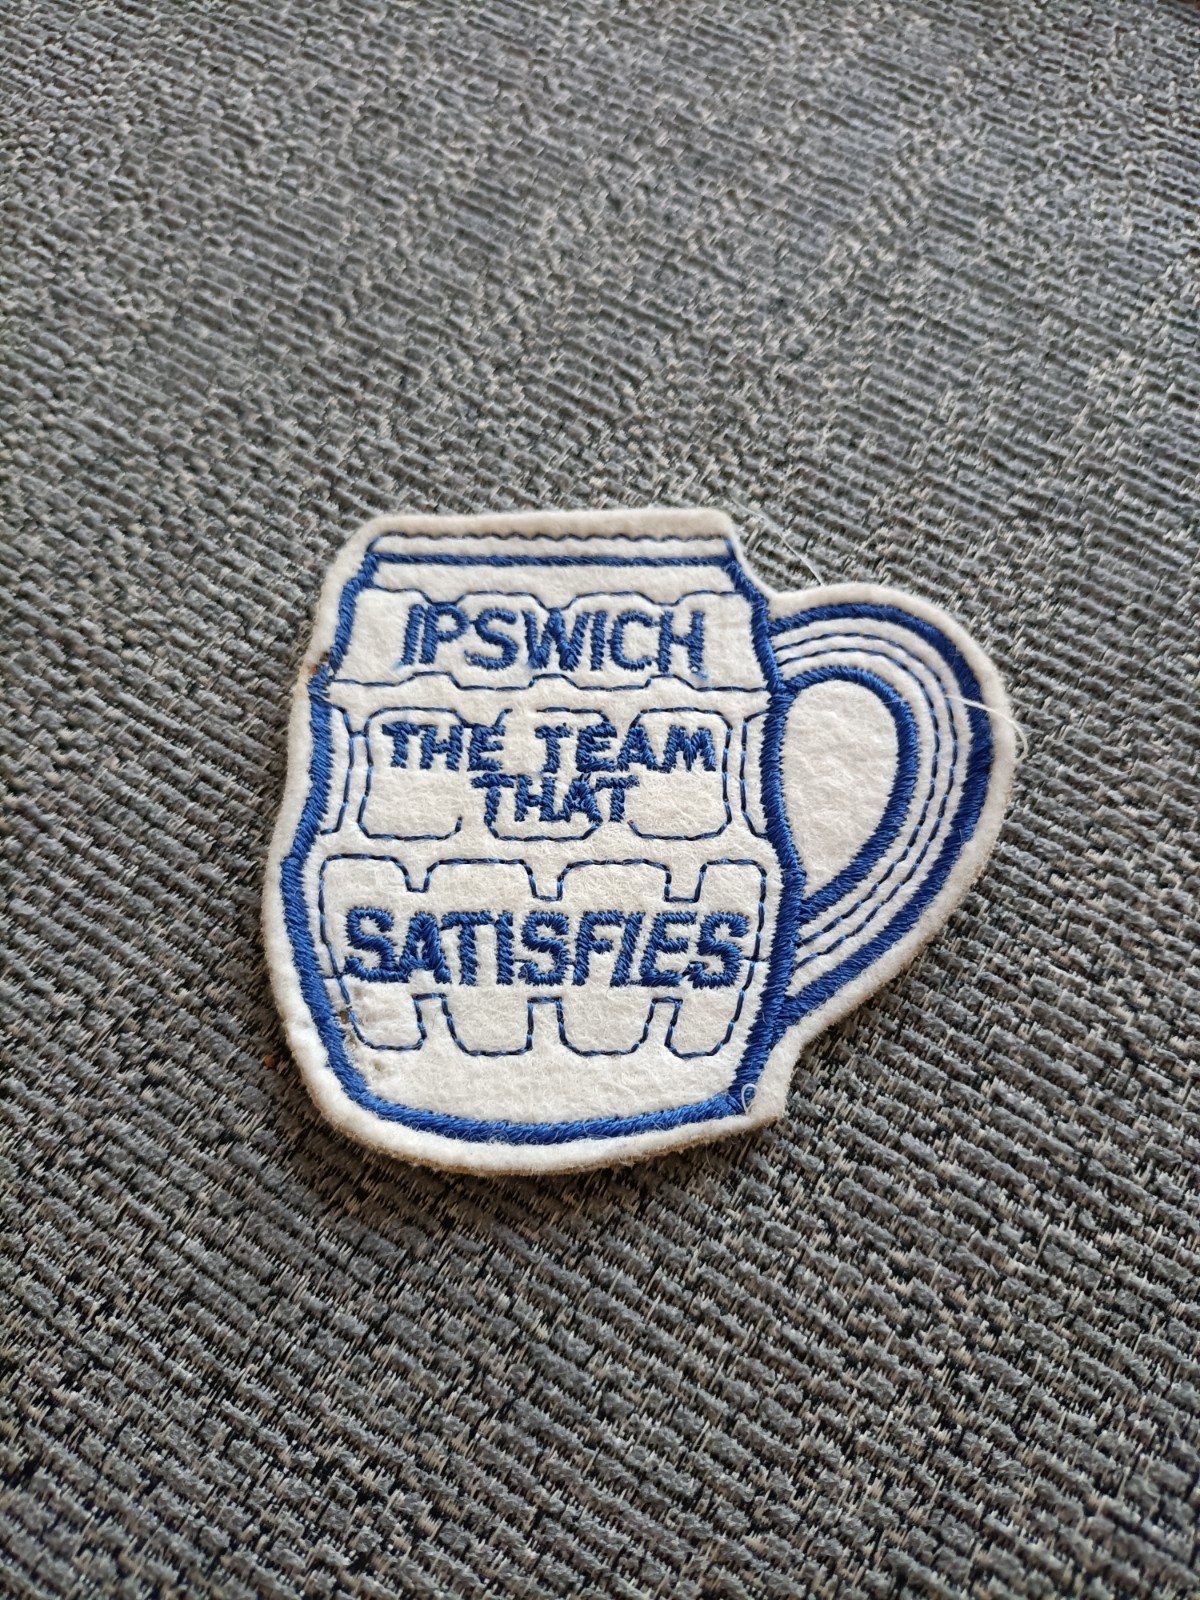 IPSWICH
THE TEAM
THAT
SATISFIES